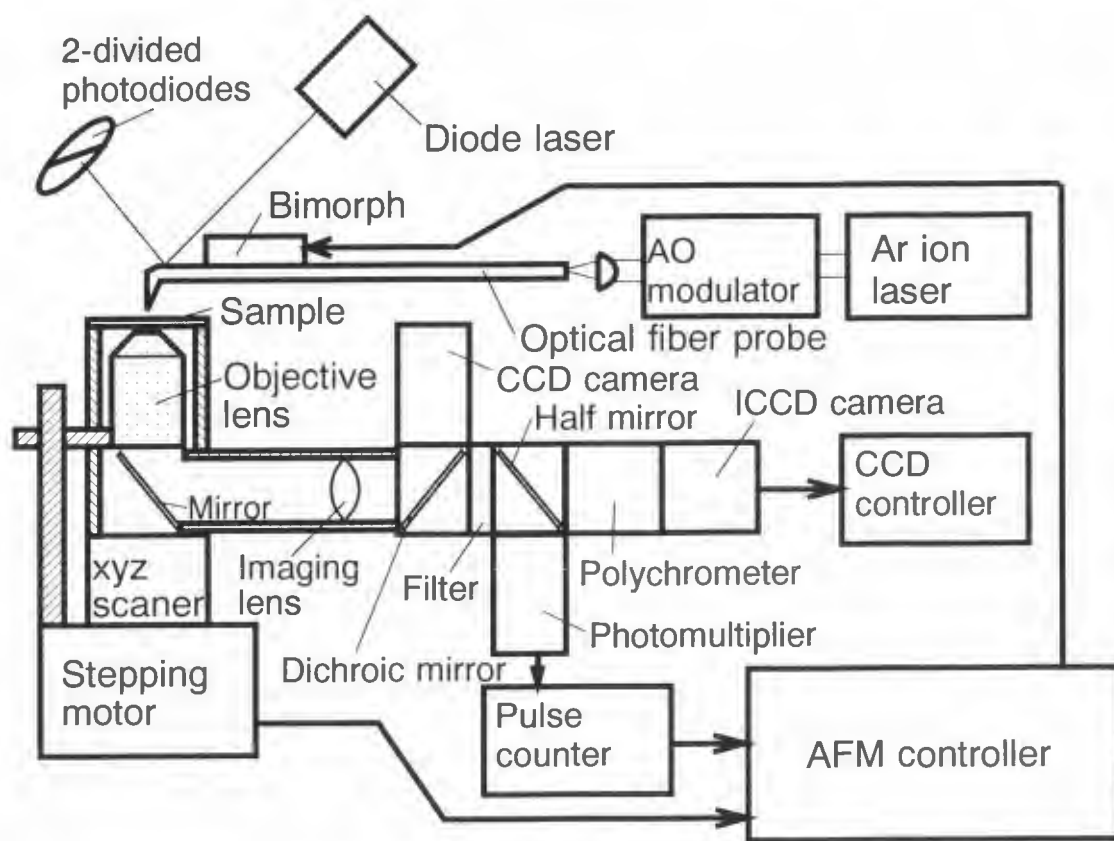 2-divided
photodiodes
Diode laser
Bimorph
AO
modulator
Ar ion
laser
Sample
Optical fiber probe
Objective
lens
CCD camera
Half mirror
ICCD camera
CCD
controller
Mirror
xyz
scaner
Imaging
lens
Filter
Polychrometer
Photomultiplier
Dichroic mirror
Stepping
motor
Pulse
counter
AFM controller